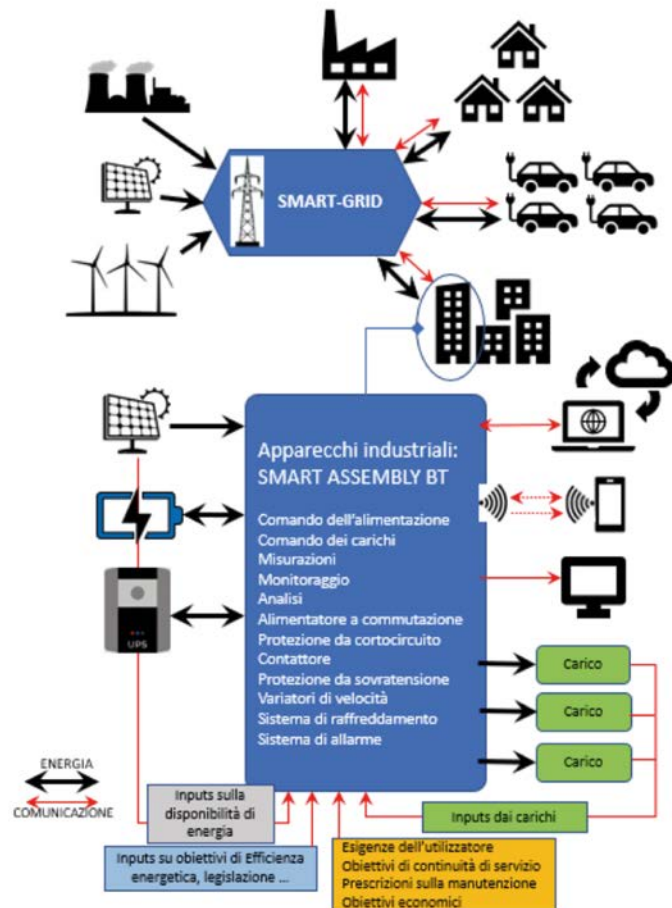 SMART-GRID
Apparecchi industriali:
SMART ASSEMBLY BT
Comando dell'alimentazione
Comando dei carichi
Misurazioni
Monitoraggio
Analisi
Alimentatore a commutazione
Protezione da cortocircuito
Contattore
Protezione da sovratensione
Variatori di velocità
Sistema di raffreddamento
Sistema di allarme
UPS
Carico
Carico
Carico
ENERGIA
COMUNICAZIONE
Inputs sulla
disponibilità di
energia
Inputs dai carichi
Inputs su obiettivi di Efficienza
energetica, legislazione ...
Esigenze dell'utilizzatore
Obiettivi di continuità di servizio
Prescrizioni sulla manutenzione
Obiettivi economici